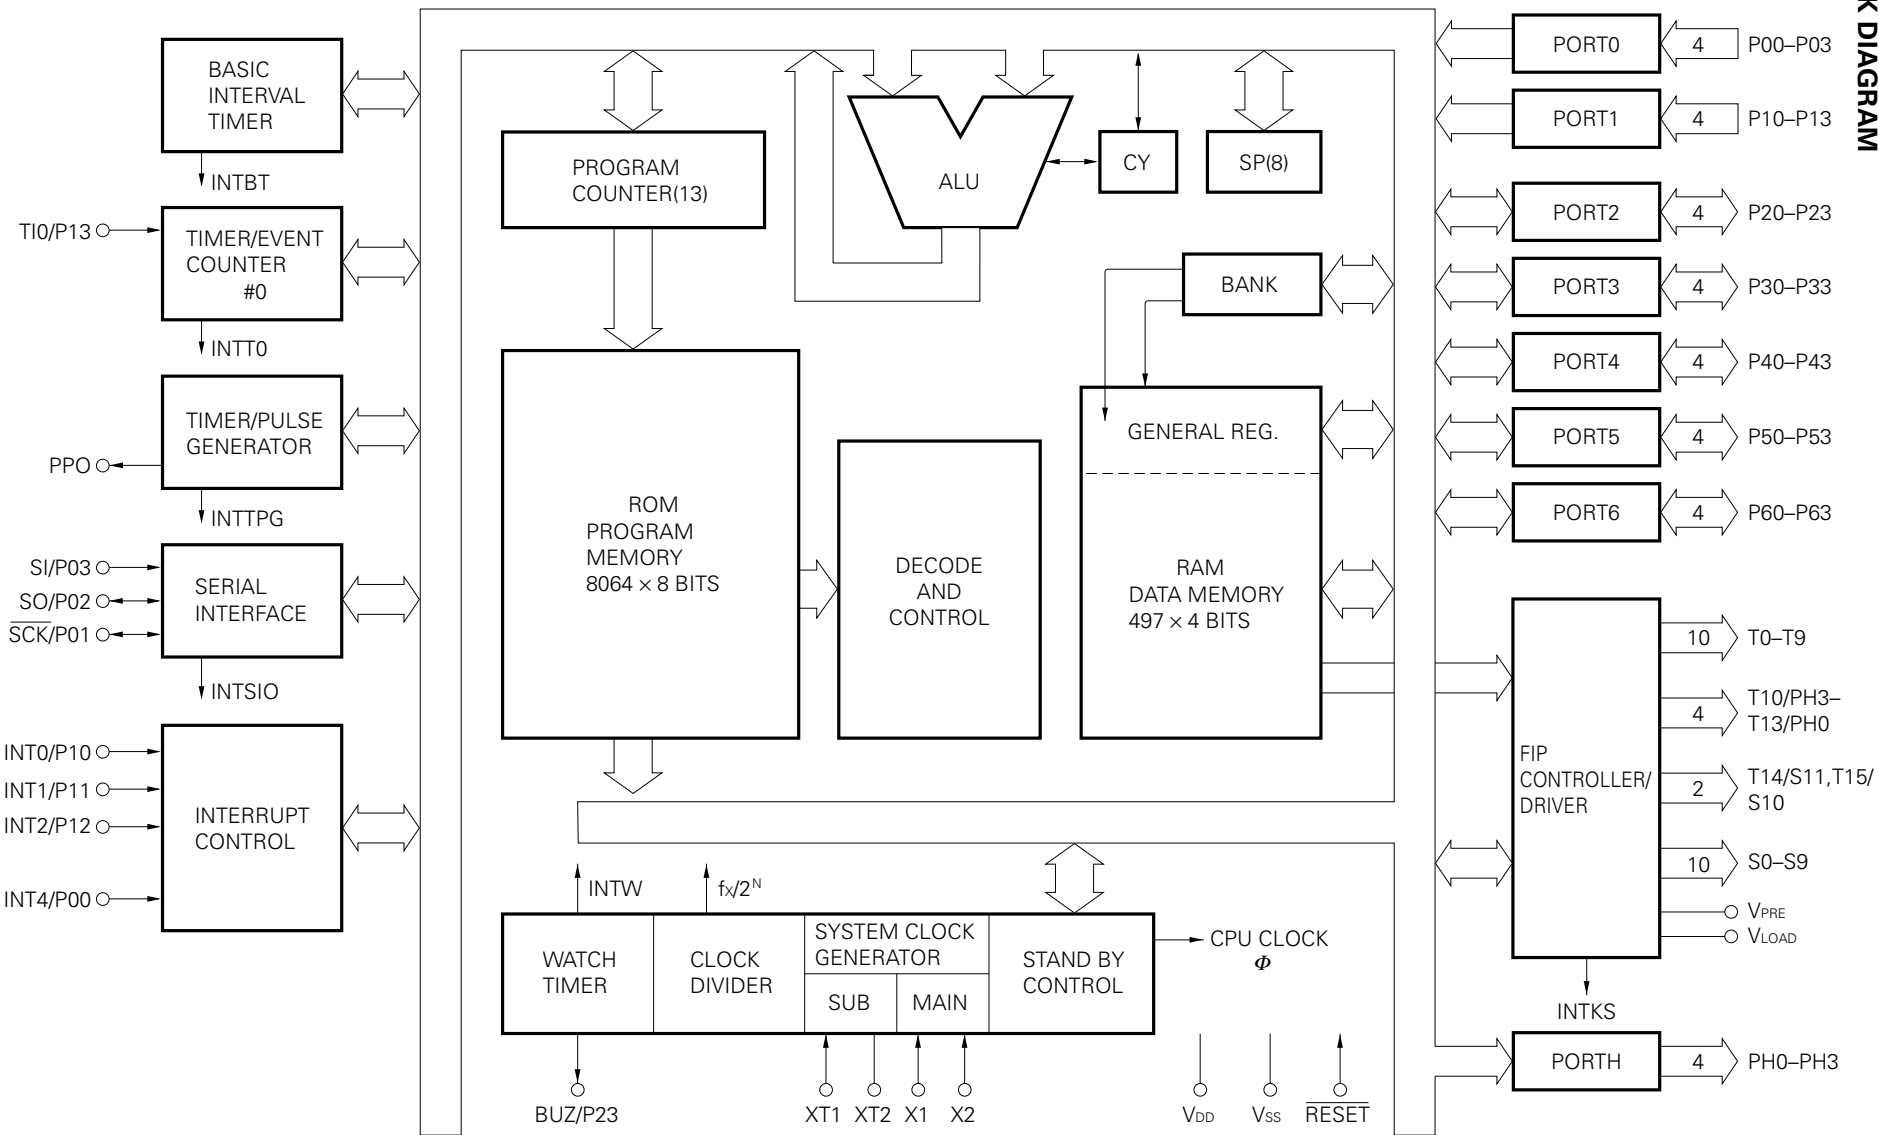 K DIAGRAM
BASIC
INTERVAL
TIMER
INTBT
TI0/P13
TIMER/EVENT
COUNTER
#0
INTT0
TIMER/PULSE
GENERATOR
PPO
INTTPG
SI/P03
SO/P02
SCK/P01
SERIAL
INTERFACE
INTSIO
INT0/P10
INT1/P11
INT2/P12
INT4/P00
INTERRUPT
CONTROL
PROGRAM
COUNTER(13)
ALU
CY
SP(8)
BANK
ROM
PROGRAM
MEMORY
8064 × 8 BITS
DECODE
AND
CONTROL
GENERAL REG.
RAM
DATA MEMORY
497 × 4 BITS
INTW
fX/2N
WATCH
TIMER
CLOCK
DIVIDER
SYSTEM CLOCK
GENERATOR
SUB
MAIN
STAND BY
CONTROL
CPU CLOCK
Φ
BUZ/P23
XT1
XT2
X1
X2
VDD
VSS
RESET
PORT0
4
P00–P03
PORT1
4
P10–P13
PORT2
4
P20–P23
PORT3
4
P30–P33
PORT4
4
P40–P43
PORT5
4
P50–P53
PORT6
4
P60–P63
FIP
CONTROLLER/
DRIVER
10
T0–T9
4
T10/PH3–
T13/PH0
2
T14/S11,T15/
S10
10
S0–S9
VPRE
VLOAD
INTKS
PORTH
4
PH0–PH3